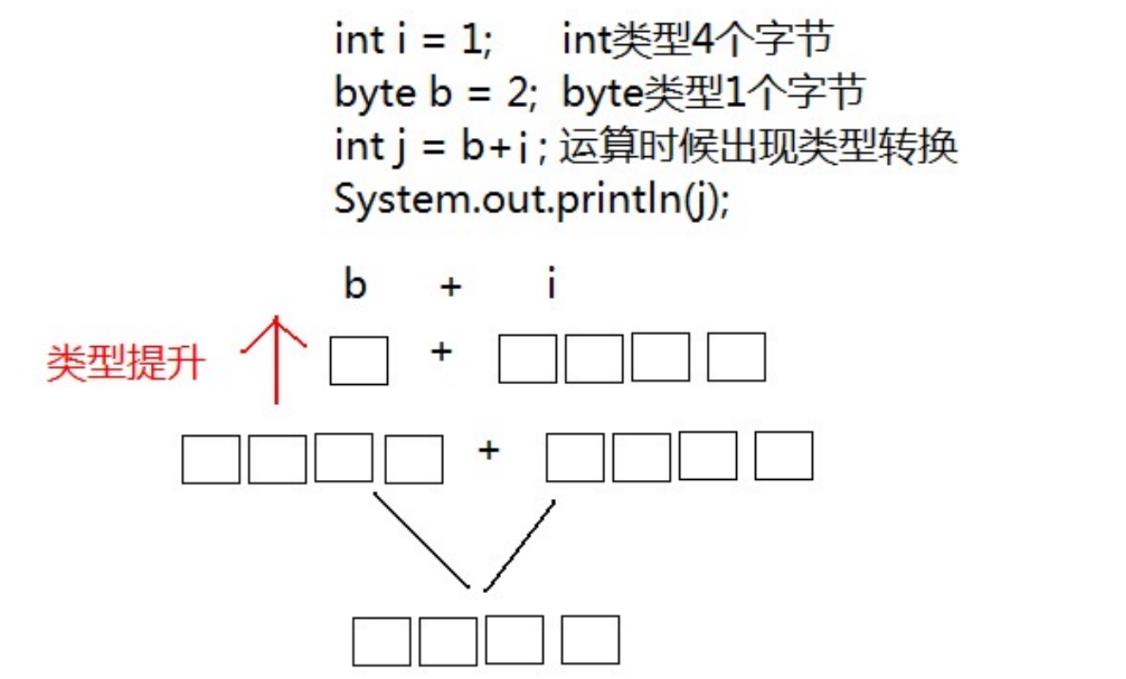 int i = 1; int类型4个字节
byte b = 2; byte类型1个字节
int j = b+i; 运算时候出现类型转换
System.out.println(j);
b + i
类型提升 +
+